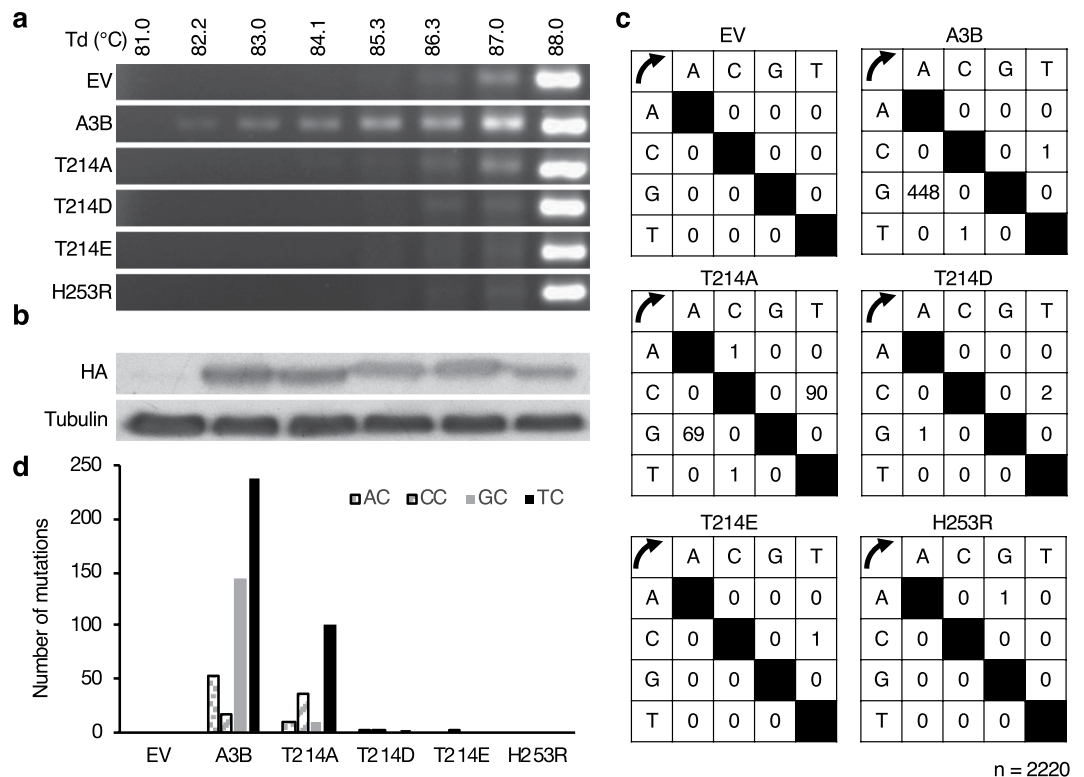 a
Td (°C) 81.0 82.2 83.0 84.1 85.3 86.3 87.0 88.0
EV
A3B
T214A
T214D
T214E
H253R
b
HA
Tubulin
c
EV
A C G T
A 0 0 0
C 0 0 0
G 0 0 0
T 0 0 0
A3B
A C G T
A 0 0 0
C 0 0 1
G 448 0 0
T 0 1 0
T214A
A C G T
A 1 0 0
C 0 0 90
G 69 0 0
T 0 1 0
T214D
A C G T
A 0 0 0
C 0 0 2
G 1 0 0
T 0 0 0
T214E
A C G T
A 0 0 0
C 0 0 1
G 0 0 0
T 0 0 0
H253R
A C G T
A 0 1 0
C 0 0 0
G 0 0 0
T 0 0 0
n = 2220
d
Number of mutations
250
200
150
100
50
0
AC CC GC TC
EV A3B T214A T214D T214E H253R